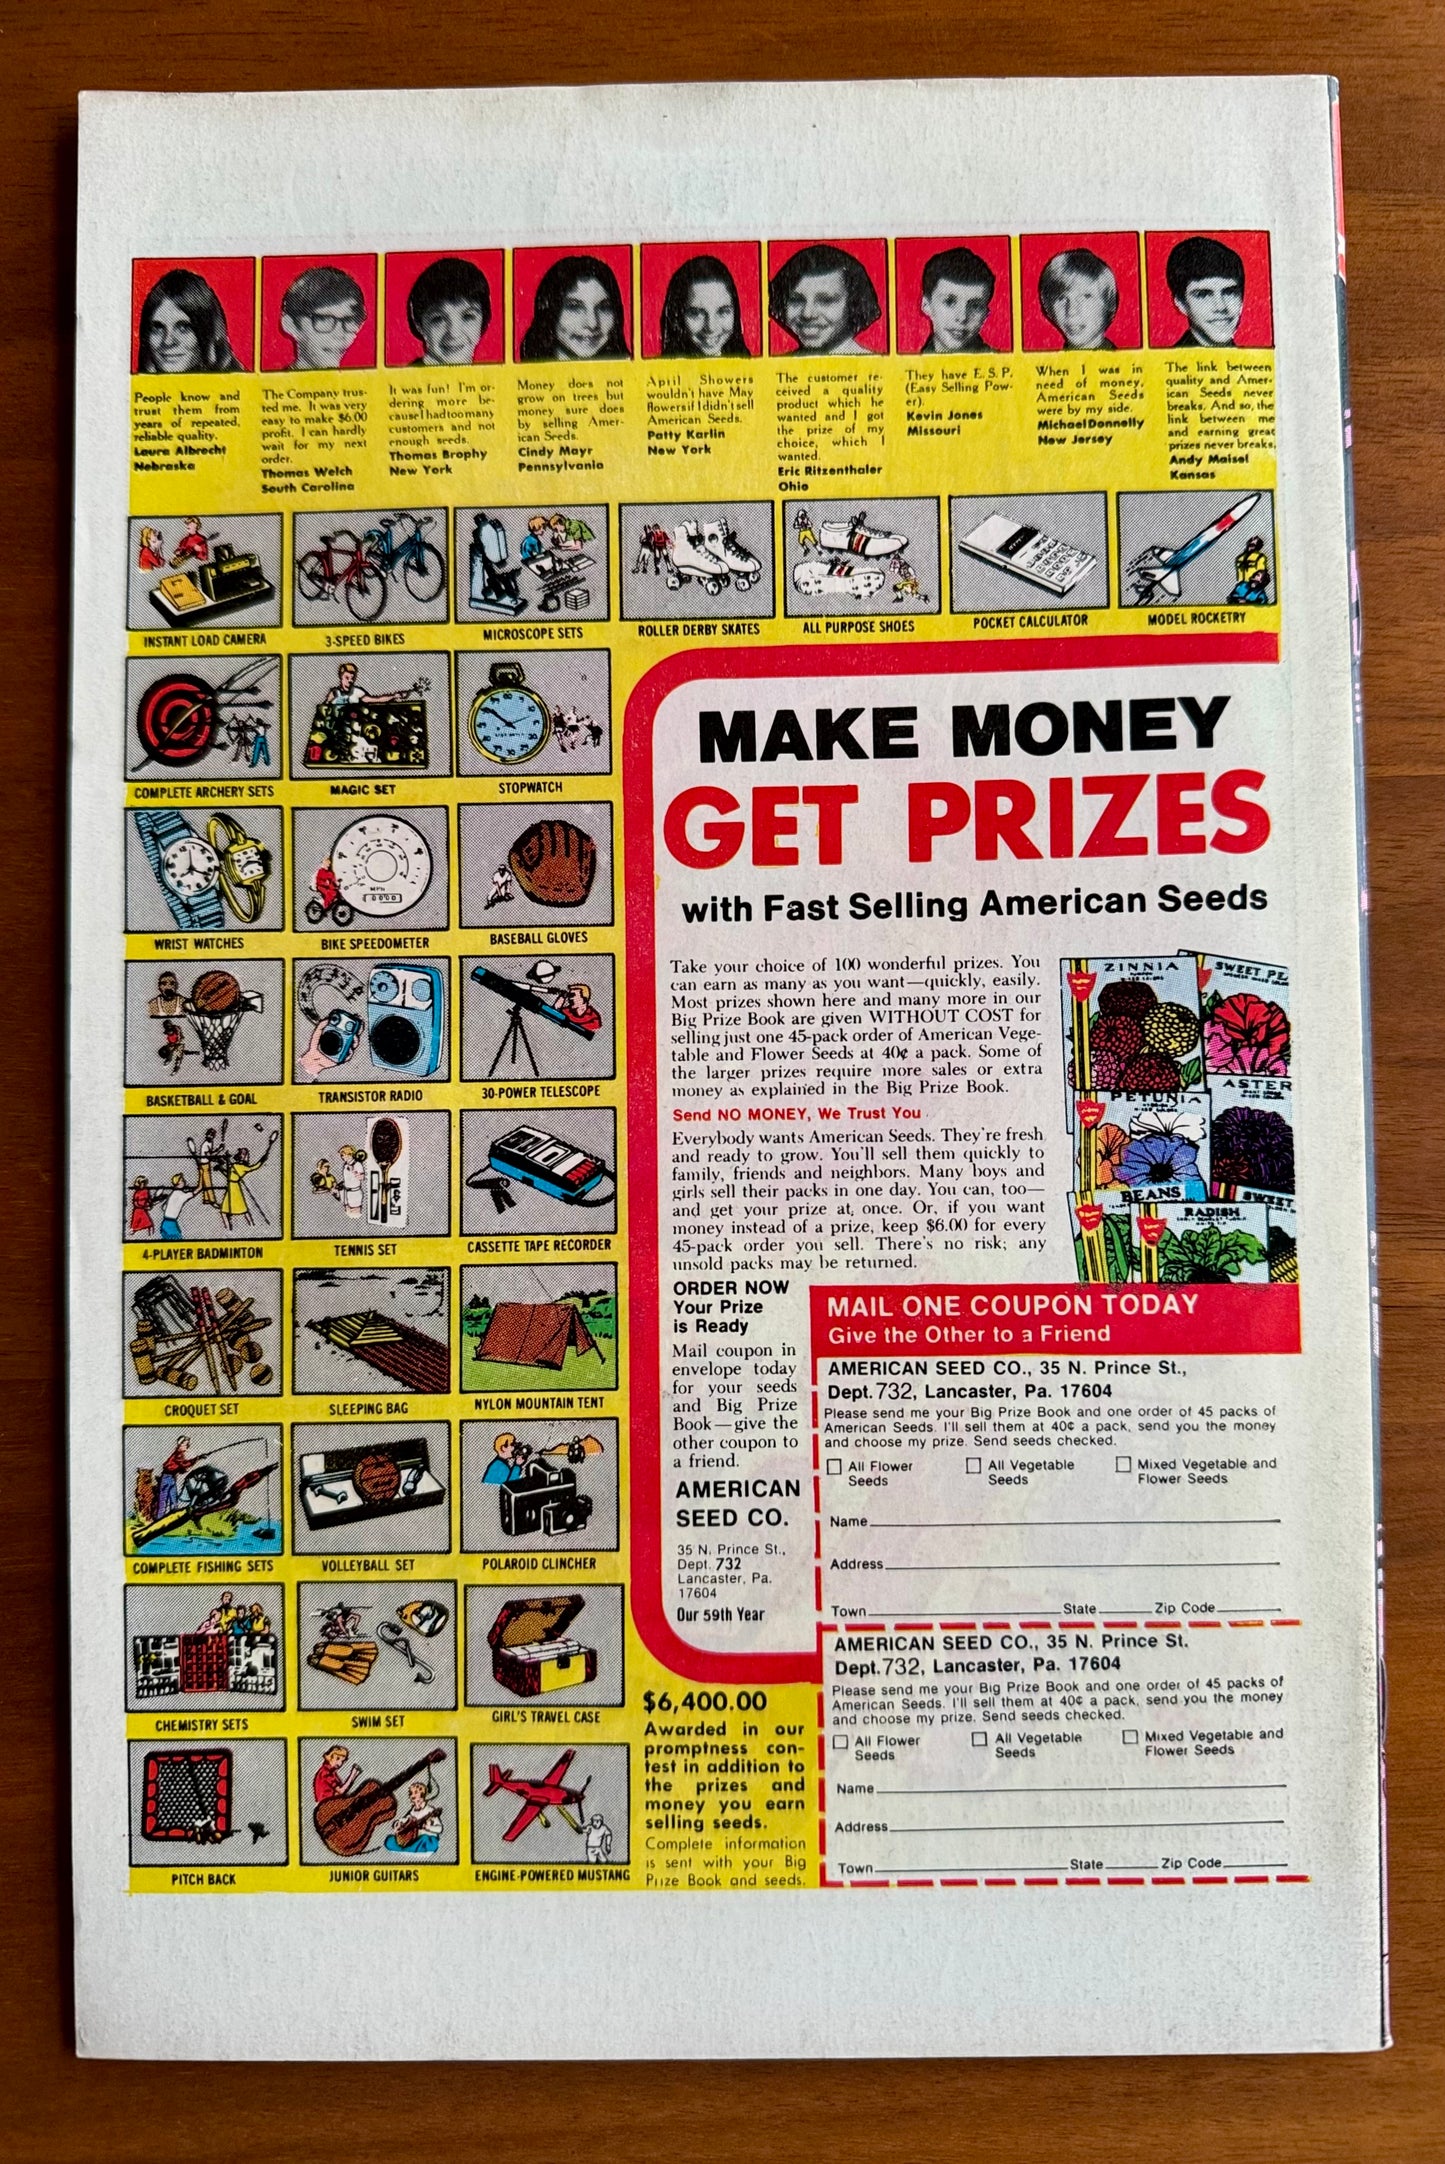 People know and
trust them from
years of repeated,
reliable quality.
Laura Albrecht
Nebraska
The Company trus-
ted me. It was very
easy to make $6.00
profit. I can hardly
wait for my next
order.
Thomas Welch
South Carolina
It was fun! I'm or-
dering more be-
cause I had too many
customers and not
enough seeds.
Thomas Brophy
New York
Money does not
grow on trees but
money sure does
by selling Amer-
ican Seeds.
Cindy Mayr
Pennsylvania
April Showers
wouldn't have May
flowers if I didn't sell
American Seeds.
Patty Karlin
New York
The customer re-
ceived a quality
product which he
wanted and I got
the prize of my
choice, which I
wanted.
Eric Ritzenthaler
Ohio
They have E. S. P.
(Easy Selling Pow-
er).
Kevin Jones
Missouri
When I was in
need of money,
American Seeds
were by my side.
Michael Donnelly
New Jersey
The link between
quality and Amer-
ican Seeds never
breaks. And so, the
link between me
and earning great
prizes never breaks,
Andy Maisel
Kansas
INSTANT LOAD CAMERA
3-SPEED BIKES
MICROSCOPE SETS
ROLLER DERBY SKATES
ALL PURPOSE SHOES
POCKET CALCULATOR
MODEL ROCKETRY
COMPLETE ARCHERY SETS
MAGIC SET
STOPWATCH
WRIST WATCHES
MPH
BIKE SPEEDOMETER
BASEBALL GLOVES
BASKETBALL & GOAL
TRANSISTOR RADIO
30-POWER TELESCOPE
4-PLAYER BADMINTON
TENNIS SET
CASSETTE TAPE RECORDER
CROQUET SET
SLEEPING BAG
NYLON MOUNTAIN TENT
COMPLETE FISHING SETS
VOLLEYBALL SET
POLAROID CLINCHER
CHEMISTRY SETS
SWIM SET
GIRL'S TRAVEL CASE
PITCH BACK
JUNIOR GUITARS
ENGINE-POWERED MUSTANG
MAKE MONEY
GET PRIZES
with Fast Selling American Seeds
Take your choice of 100 wonderful prizes. You
can earn as many as you want—quickly, easily.
Most prizes shown here and many more in our
Big Prize Book are given WITHOUT COST for
selling just one 45-pack order of American Vege-
table and Flower Seeds at 40¢ a pack. Some of
the larger prizes require more sales or extra
money as explained in the Big Prize Book.
Send NO MONEY, We Trust You
Everybody wants American Seeds. They're fresh
and ready to grow. You'll sell them quickly to
family, friends and neighbors. Many boys and
girls sell their packs in one day. You can, too—
and get your prize at once. Or, if you want
money instead of a prize, keep $6.00 for every
45-pack order you sell. There's no risk; any
unsold packs may be returned.
ZINNIA
SWEET PE
ASTER
PETUNIA
BEANS
RADISH
SWEET
ORDER NOW
Your Prize
is Ready
Mail coupon in
envelope today
for your seeds
and Big Prize
Book—give the
other coupon to
a friend.
AMERICAN
SEED CO.
35 N. Prince St.,
Dept. 732
Lancaster, Pa.
17604
Our 59th Year
$6,400.00
Awarded in our
promptness con-
test in addition to
the prizes and
money you earn
selling seeds.
Complete information
is sent with your Big
Prize Book and seeds.
MAIL ONE COUPON TODAY
Give the Other to a Friend
AMERICAN SEED CO., 35 N. Prince St.,
Dept. 732, Lancaster, Pa. 17604
Please send me your Big Prize Book and one order of 45 packs of
American Seeds. I'll sell them at 40¢ a pack, send you the money
and choose my prize. Send seeds checked.
All Flower
Seeds
All Vegetable
Seeds
Mixed Vegetable and
Flower Seeds
Name
Address
Town State Zip Code
AMERICAN SEED CO., 35 N. Prince St.
Dept. 732, Lancaster, Pa. 17604
Please send me your Big Prize Book and one order of 45 packs of
American Seeds. I'll sell them at 40¢ a pack, send you the money
and choose my prize. Send seeds checked.
All Flower
Seeds
All Vegetable
Seeds
Mixed Vegetable and
Flower Seeds
Name
Address
Town State Zip Code